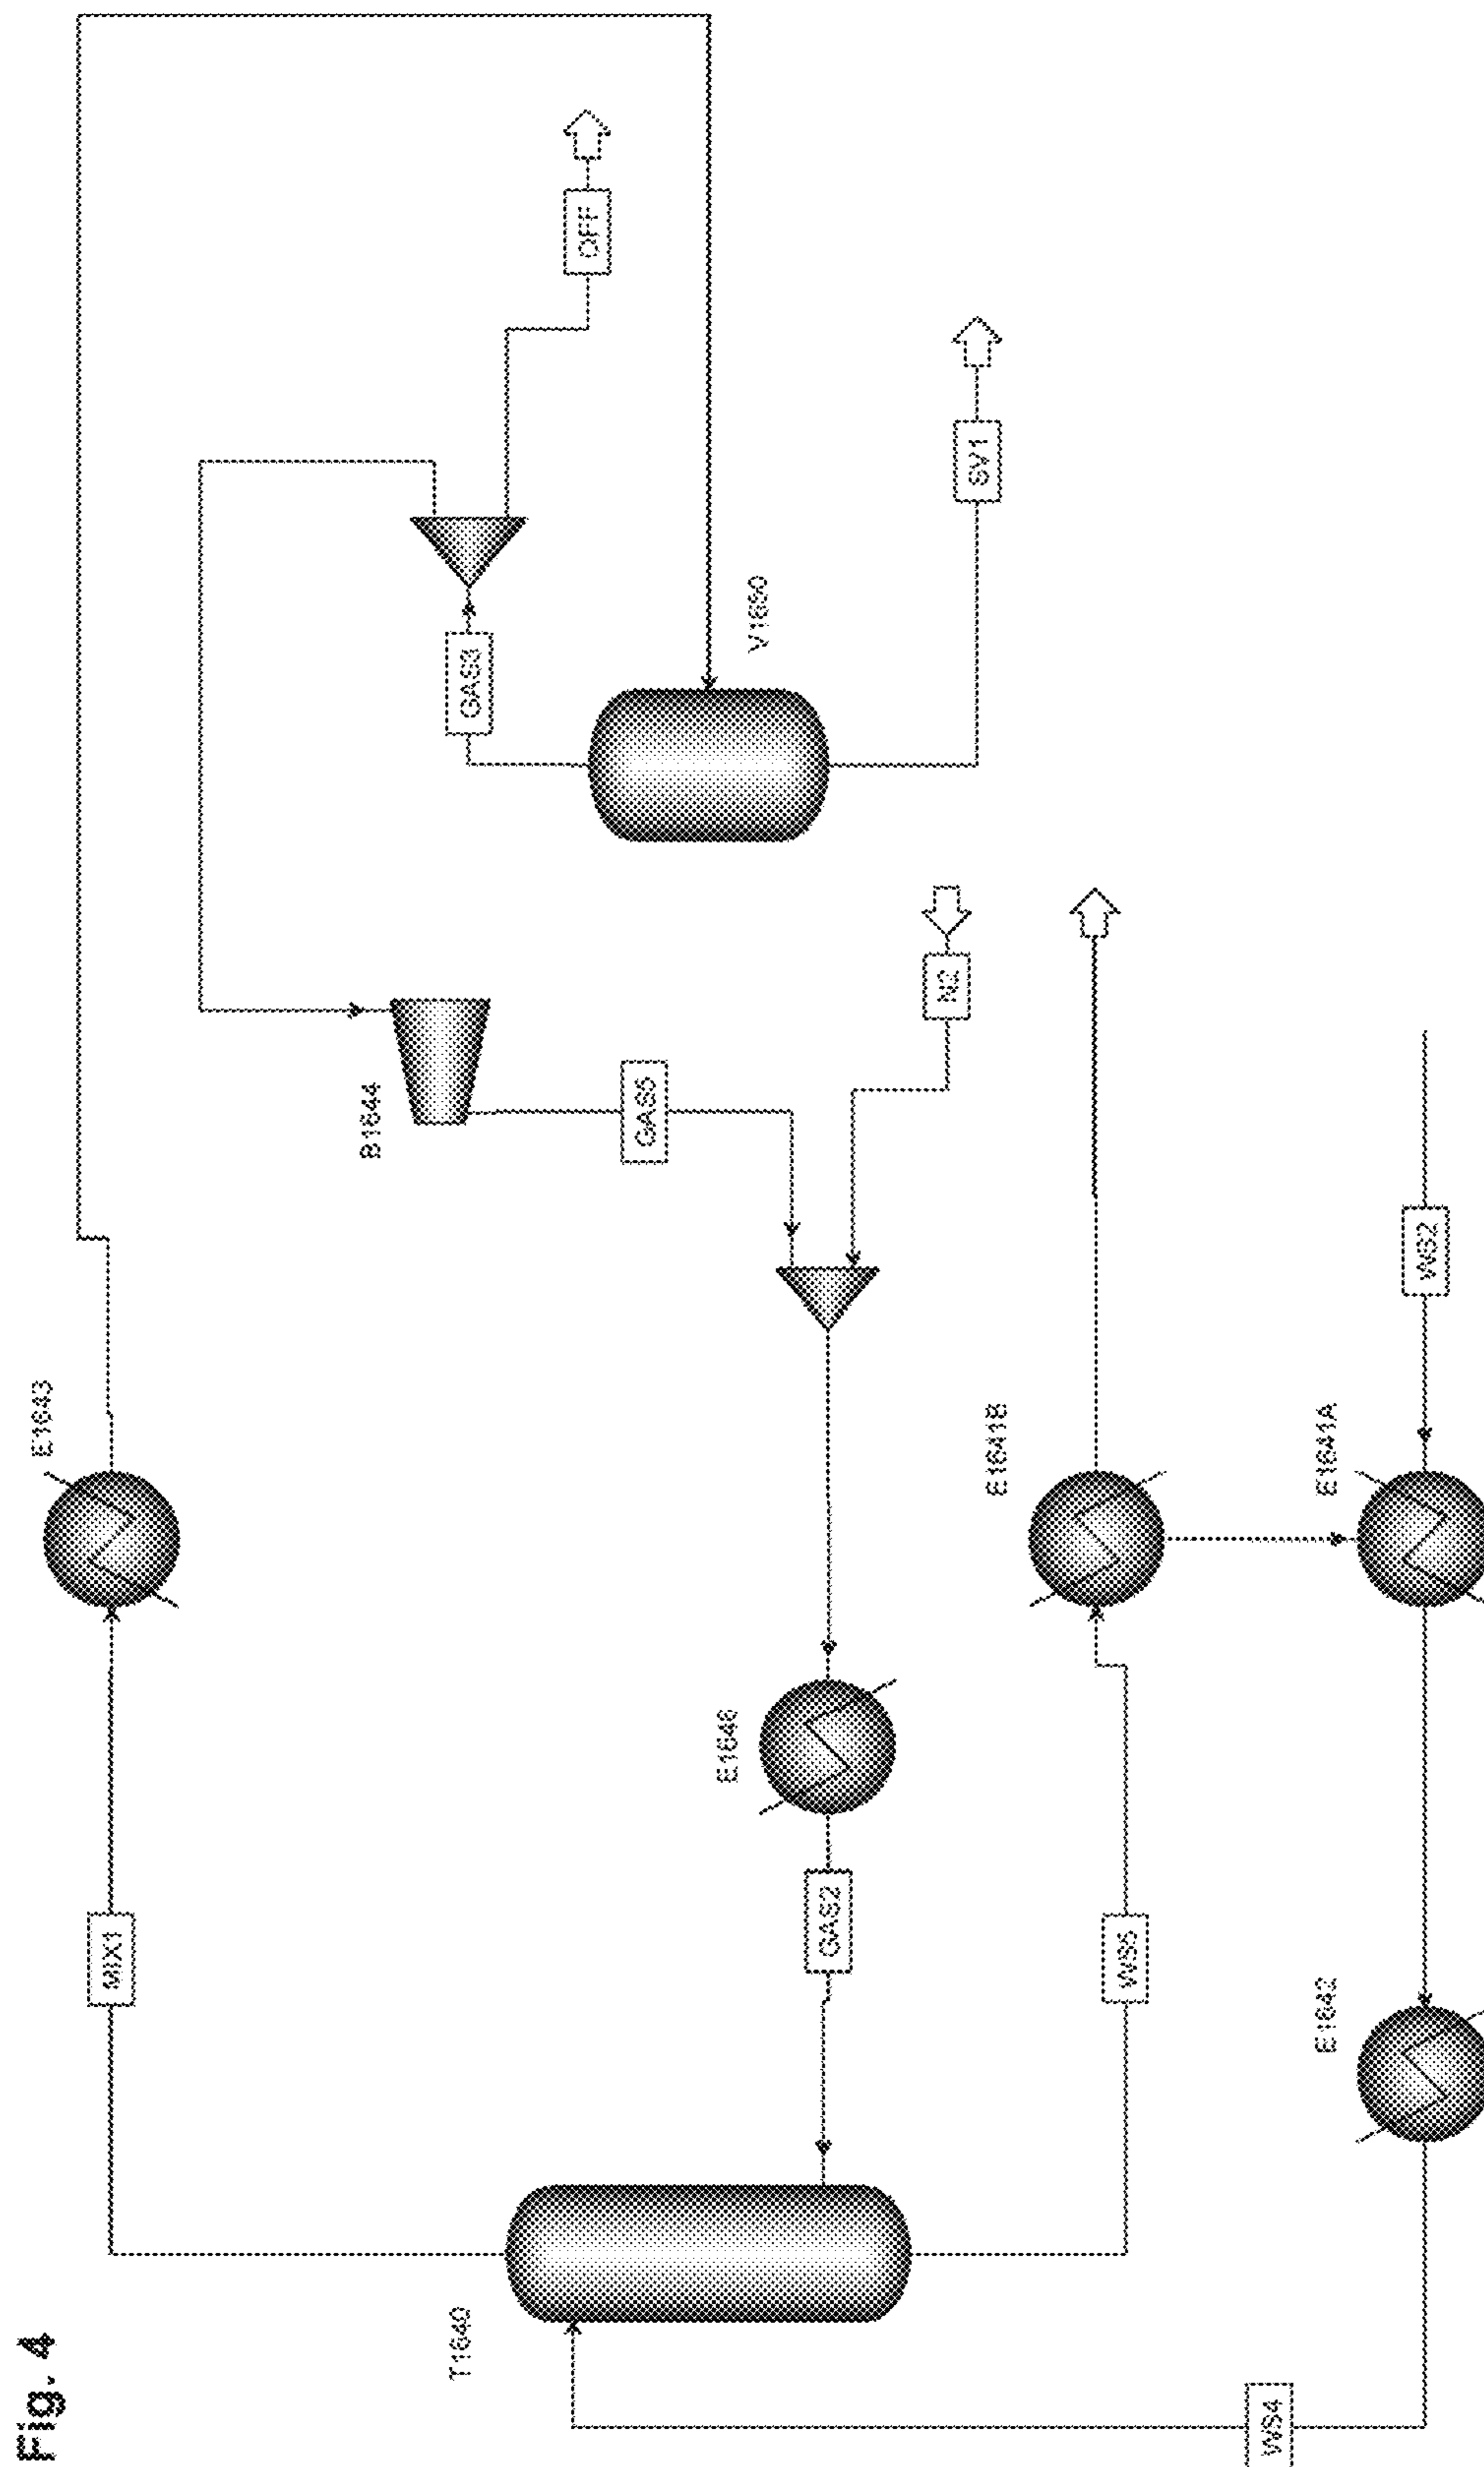 Fig. 4
E1643
MIX1
OFF
GAS3
V1650
SV1
B1644
GAS5
N2
E1646
GAS2
E1641B
E1641A
WS2
WS5
E1642
T1640
WS4